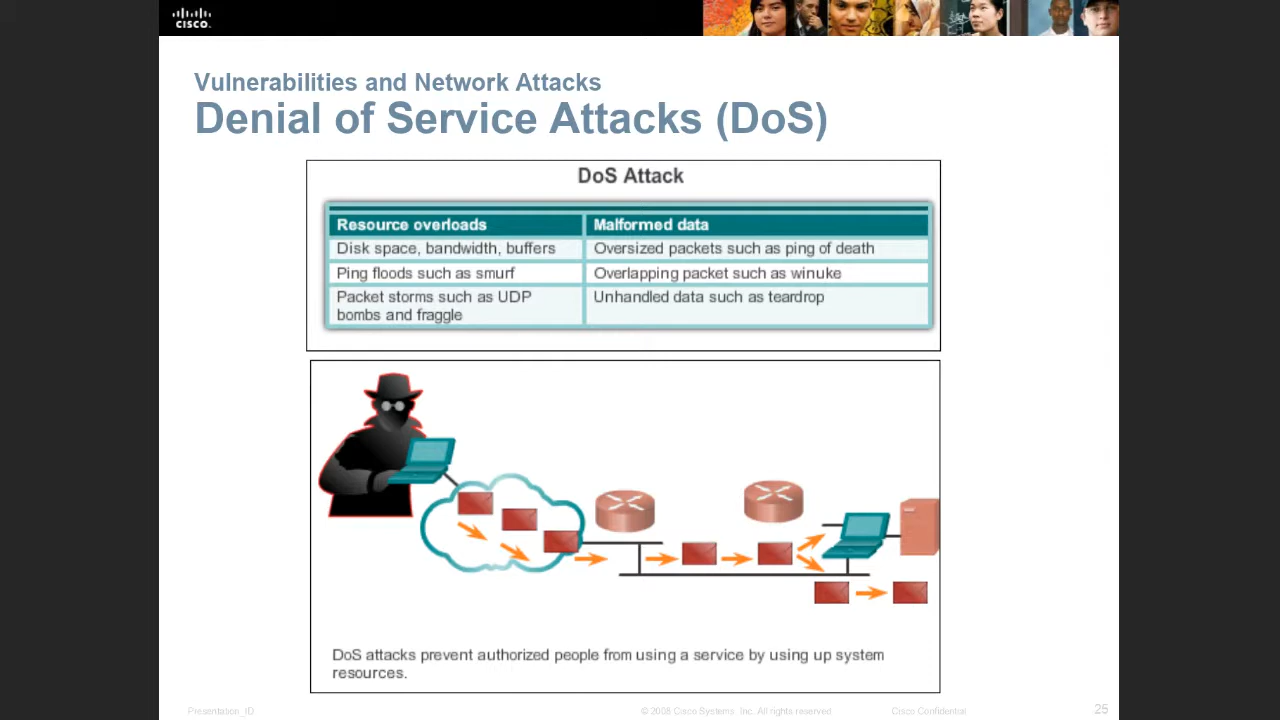 CISCO.
Vulnerabilities and Network Attacks
Denial of Service Attacks (DoS)
DoS Attack
Resource overloads
Malformed data
Disk space, bandwidth, buffers
Oversized packets such as ping of death
Ping floods such as smurf
Overlapping packet such as winuke
Packet storms such as UDP
bombs and fraggle
Unhandled data such as teardrop
DoS attacks prevent authorized people from using a service by using up system
resources.
Presentation_ID
© 2008 Cisco Systems, Inc. All rights reserved.
Cisco Confidential
25